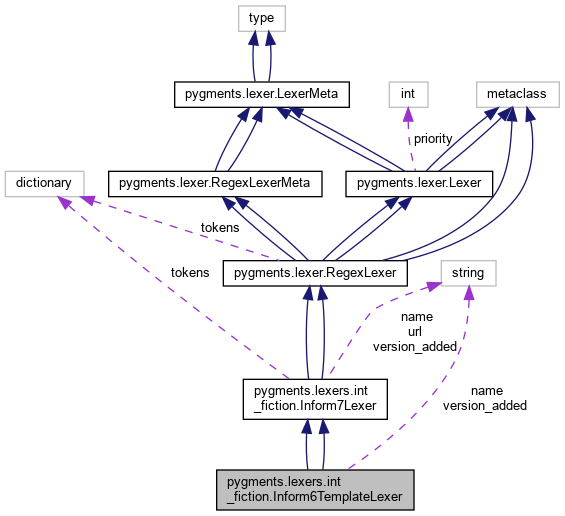 type
pygments.lexer.LexerMeta
int
metaclass
priority
dictionary
pygments.lexer.RegexLexerMeta
pygments.lexer.Lexer
tokens
pygments.lexer.RegexLexer
string
tokens
name
url
version_added
pygments.lexers.int
_fiction.Inform7Lexer
name
version_added
pygments.lexers.int
_fiction.Inform6TemplateLexer